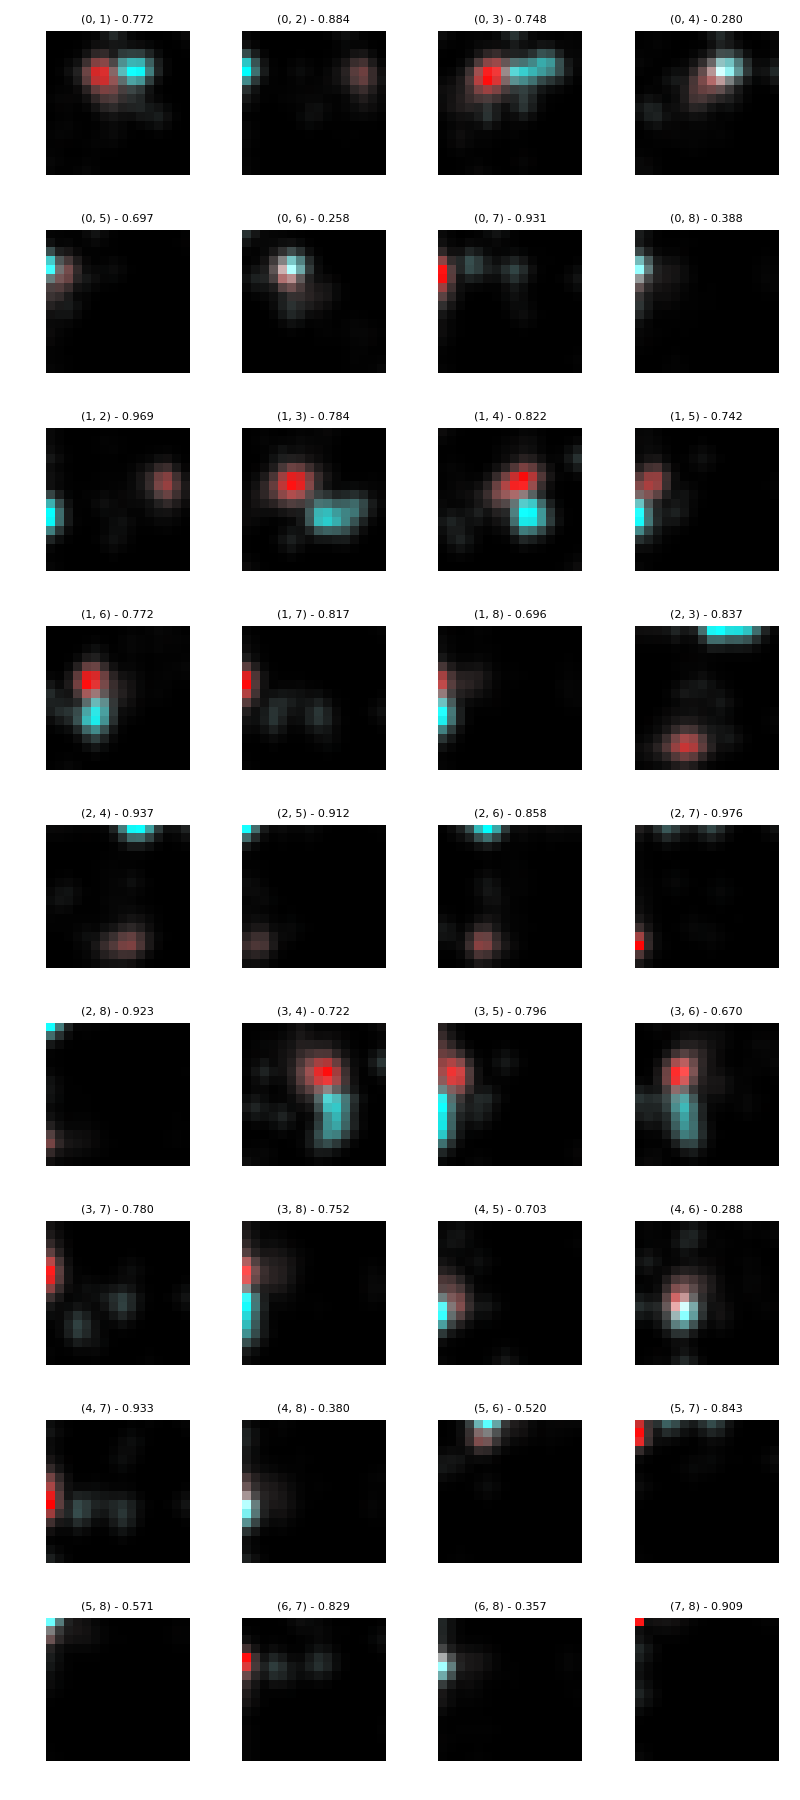 (0, 1) - 0.772 (0, 2) - 0.884 (0, 3) - 0.748 (0, 4) - 0.280
(0, 5) - 0.697 (0, 6) - 0.258 (0, 7) - 0.931 (0, 8) - 0.388
(1, 2) - 0.969 (1, 3) - 0.784 (1, 4) - 0.822 (1, 5) - 0.742
(1, 6) - 0.772 (1, 7) - 0.817 (1, 8) - 0.696 (2, 3) - 0.837
(2, 4) - 0.937 (2, 5) - 0.912 (2, 6) - 0.858 (2, 7) - 0.976
(2, 8) - 0.923 (3, 4) - 0.722 (3, 5) - 0.796 (3, 6) - 0.670
(3, 7) - 0.780 (3, 8) - 0.752 (4, 5) - 0.703 (4, 6) - 0.288
(4, 7) - 0.933 (4, 8) - 0.380 (5, 6) - 0.520 (5, 7) - 0.843
(5, 8) - 0.571 (6, 7) - 0.829 (6, 8) - 0.357 (7, 8) - 0.909